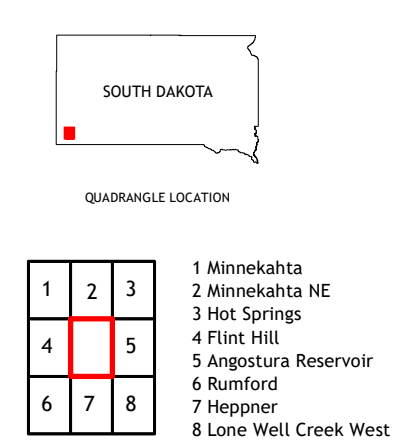 SOUTH DAKOTA
QUADRANGLE LOCATION
1 2 3
4 5
6 7 8
1 Minnekahta
2 Minnekahta NE
3 Hot Springs
4 Flint Hill
5 Angostura Reservoir
6 Rumford
7 Heppner
8 Lone Well Creek West